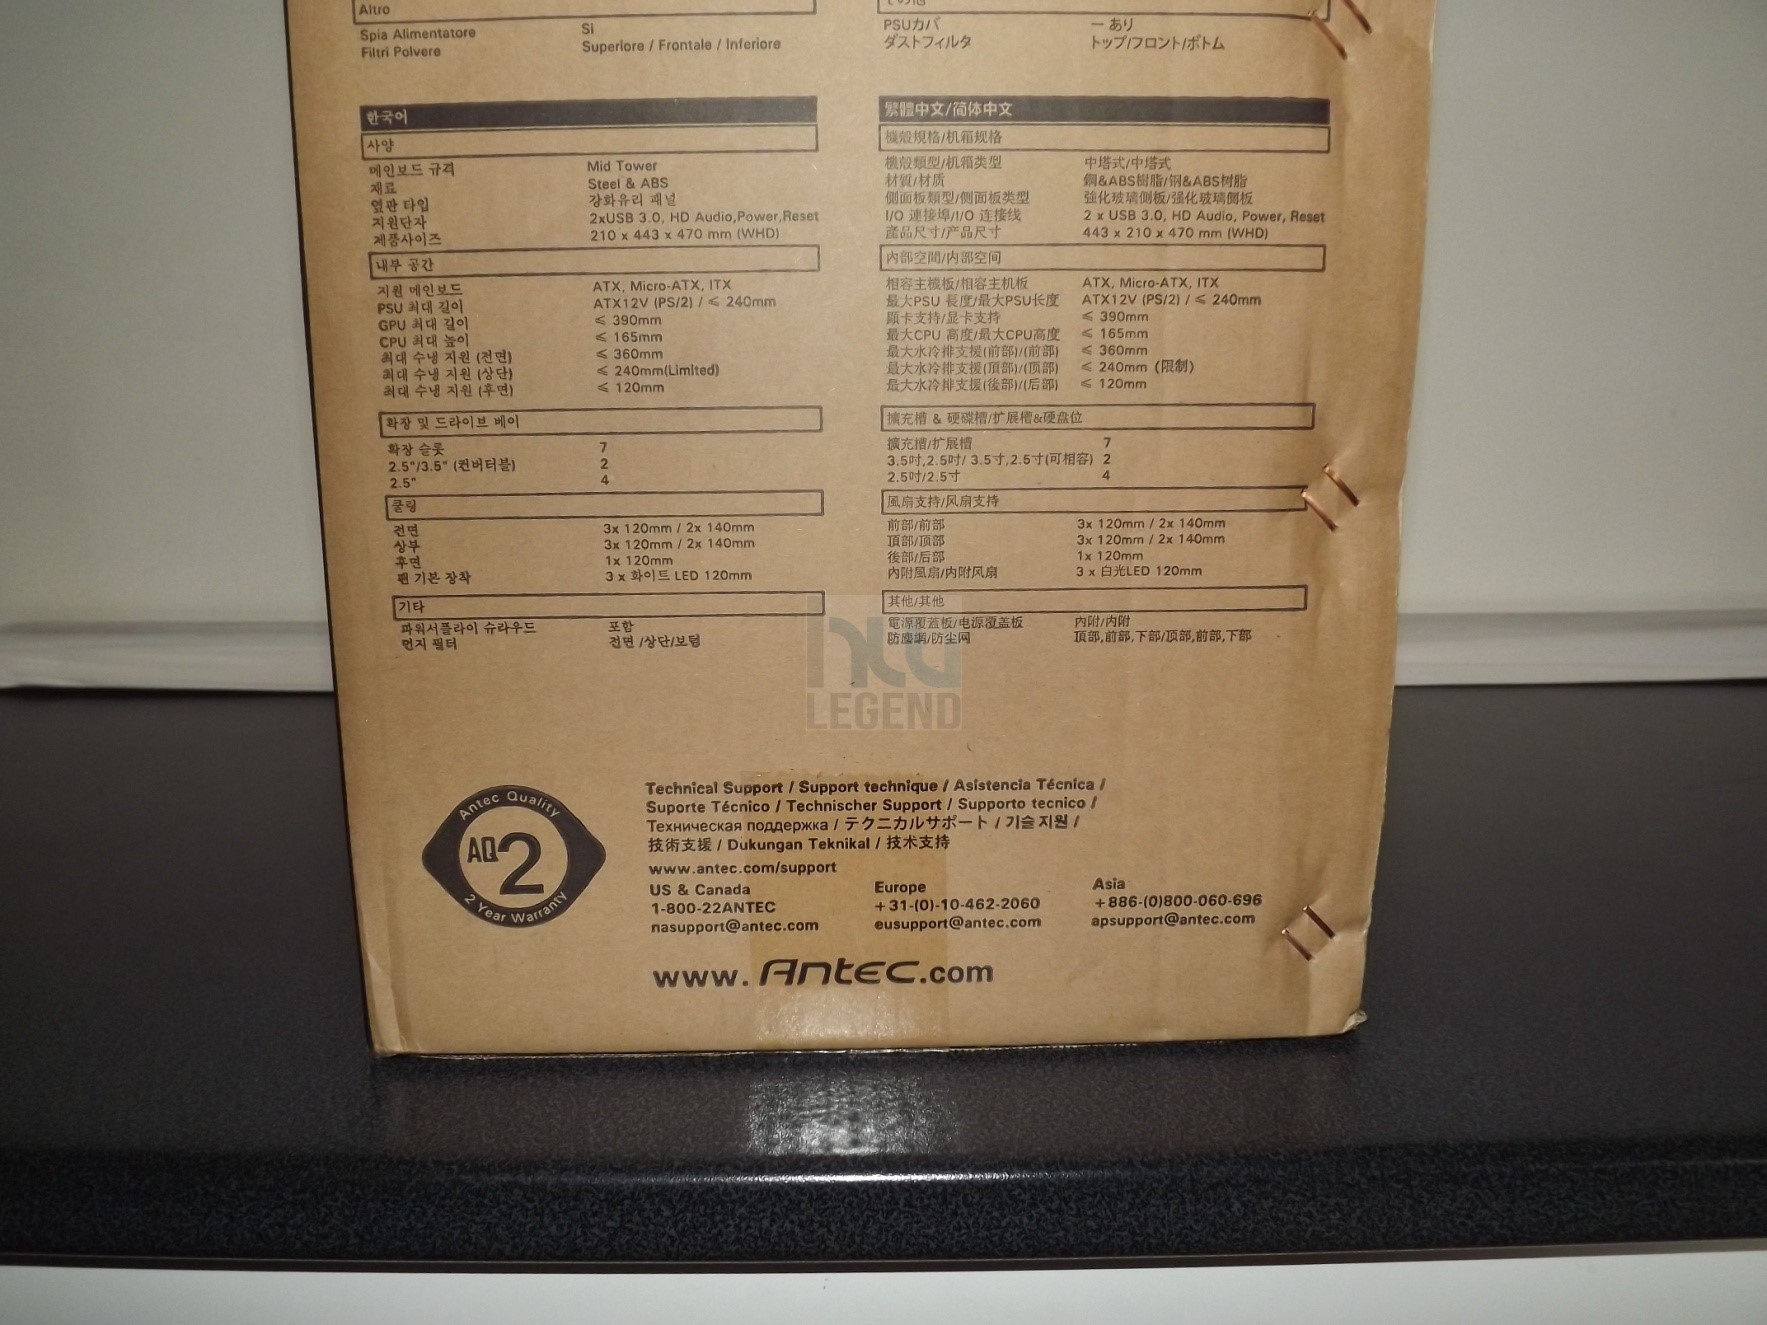 Altro
Spia Alimentatore Si
Filtri Polvere Superiore / Frontale / Inferiore
その他
PSUカバ ー あり
ダストフィルタ トップ/フロント/ボトム
한국어
사양
메인보드 규격 Mid Tower
재료 Steel & ABS
옆판 타입 강화유리 패널
지원단자 2xUSB 3.0, HD Audio,Power,Reset
제품사이즈 210 x 443 x 470 mm (WHD)
내부 공간
지원 메인보드 ATX, Micro-ATX, ITX
PSU 최대 길이 ATX12V (PS/2) / ≤ 240mm
GPU 최대 길이 ≤ 390mm
CPU 최대 높이 ≤ 165mm
최대 수냉 지원 (전면) ≤ 360mm
최대 수냉 지원 (상단) ≤ 240mm(Limited)
최대 수냉 지원 (후면) ≤ 120mm
확장 및 드라이브 베이
확장 슬롯 7
2.5"/3.5" (컨버터블) 2
2.5" 4
쿨링
전면 3x 120mm / 2x 140mm
상부 3x 120mm / 2x 140mm
후면 1x 120mm
팬 기본 장착 3 x 화이트 LED 120mm
기타
파워서플라이 슈라우드 포함
먼지 필터 전면 /상단/보텀
繁體中文/简体中文
機殼規格/机箱规格
機殼類型/机箱类型 中塔式/中塔式
材質/材质 鋼&ABS樹脂/钢&ABS树脂
側面板類型/侧面板类型 強化玻璃側板/强化玻璃侧板
I/O 連接埠/I/O 连接线 2 x USB 3.0, HD Audio, Power, Reset
產品尺寸/产品尺寸 443 x 210 x 470 mm (WHD)
內部空間/内部空间
相容主機板/相容主机板 ATX, Micro-ATX, ITX
最大PSU 長度/最大PSU长度 ATX12V (PS/2) / ≤ 240mm
顯卡支持/显卡支持 ≤ 390mm
最大CPU 高度/最大CPU高度 ≤ 165mm
最大水冷排支援(前部)/(前部) ≤ 360mm
最大水冷排支援(頂部)/(顶部) ≤ 240mm (限制)
最大水冷排支援(後部)/(后部) ≤ 120mm
擴充槽 & 硬碟槽/扩展槽&硬盘位
擴充槽/扩展槽 7
3.5吋,2.5吋/ 3.5寸,2.5寸(可相容) 2
2.5吋/2.5寸 4
風扇支持/风扇支持
前部/前部 3x 120mm / 2x 140mm
頂部/顶部 3x 120mm / 2x 140mm
後部/后部 1x 120mm
內附風扇/内附风扇 3 x 白光LED 120mm
其他/其他
電源覆蓋板/电源覆盖板 內附/内附
防塵網/防尘网 頂部,前部,下部/顶部,前部,下部
LEGEND
Antec Quality
AQ2
2 Year Warranty
Technical Support / Support technique / Asistencia Técnica /
Suporte Técnico / Technischer Support / Supporto tecnico /
Техническая поддержка / テクニカルサポート / 기술 지원 /
技術支援 / Dukungan Teknikal / 技术支持
www.antec.com/support
US & Canada
1-800-22ANTEC
nasupport@antec.com
Europe
+31-(0)-10-462-2060
eusupport@antec.com
Asia
+886-(0)800-060-696
apsupport@antec.com
www.Antec.com